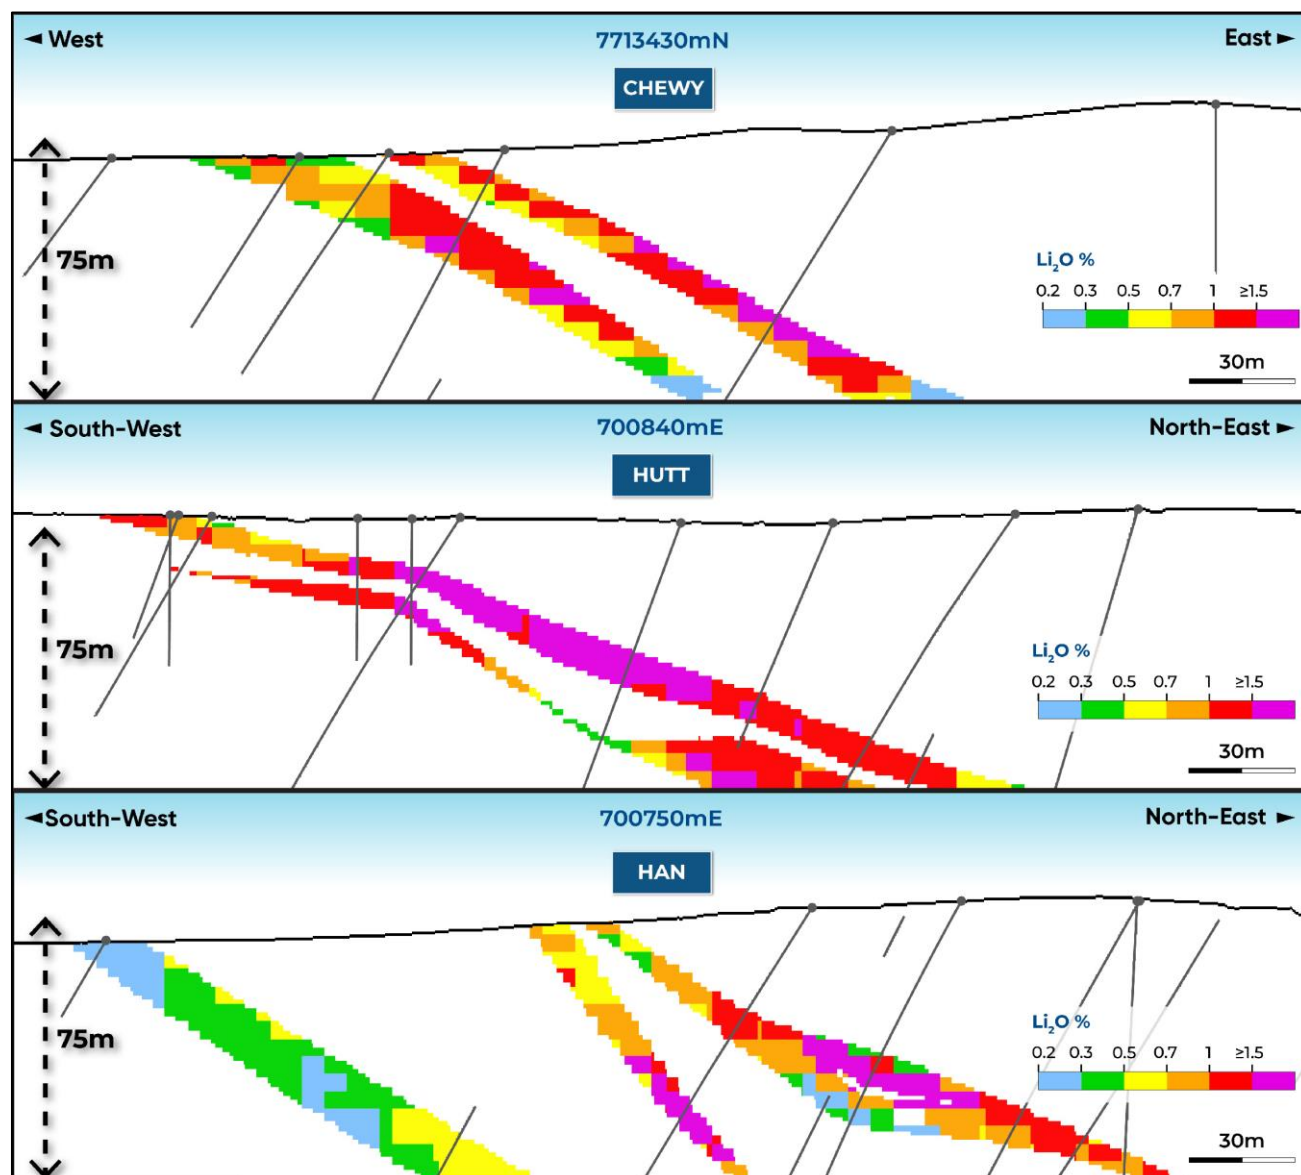 ◄ West 7713430mN East ►
CHEWY
75m
Li₂O %
0.2 0.3 0.5 0.7 1 ≥1.5
30m
◄ South-West 700840mE North-East ►
HUTT
75m
Li₂O %
0.2 0.3 0.5 0.7 1 ≥1.5
30m
◄South-West 700750mE North-East ►
HAN
75m
Li₂O %
0.2 0.3 0.5 0.7 1 ≥1.5
30m